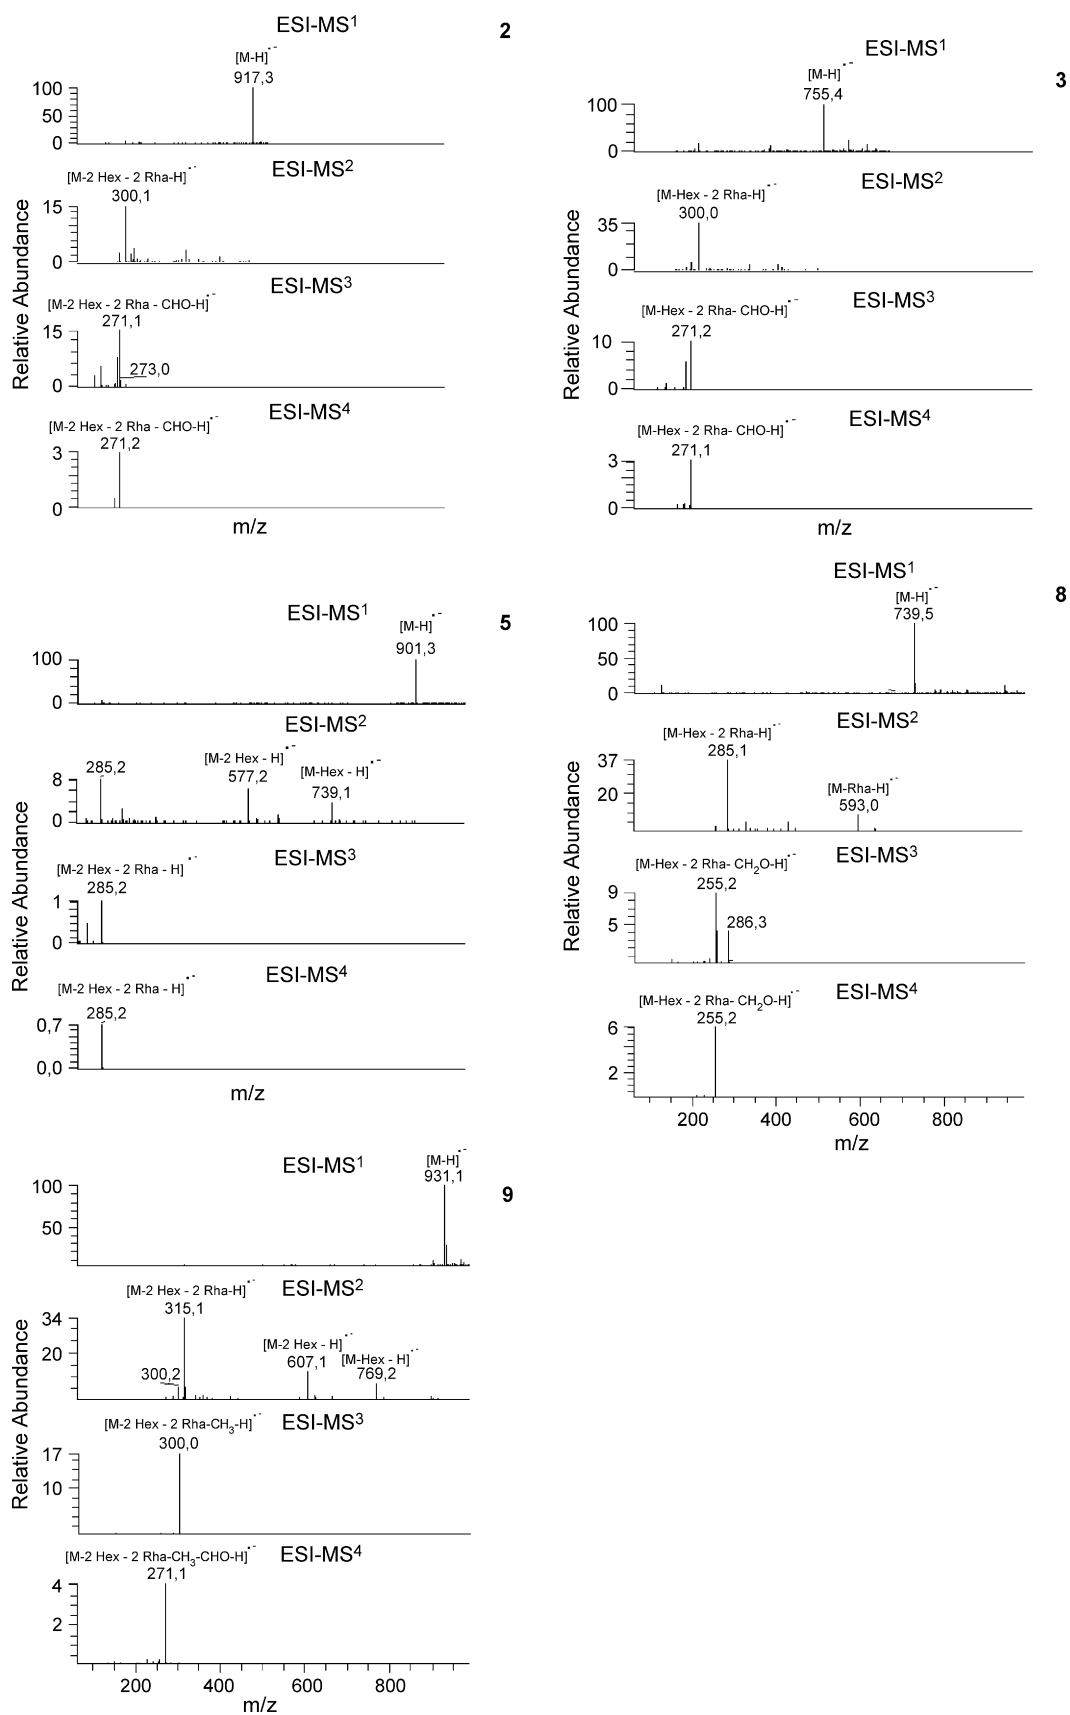 2
ESI-MS1
[M-H]·-
917,3
100
50
0
ESI-MS2
[M-2 Hex - 2 Rha-H]·-
300,1
15
0
ESI-MS3
[M-2 Hex - 2 Rha - CHO-H]·-
271,1
273,0
15
0
ESI-MS4
[M-2 Hex - 2 Rha - CHO-H]·-
271,2
3
0
Relative Abundance
m/z
3
ESI-MS1
[M-H]·-
755,4
100
0
ESI-MS2
[M-Hex - 2 Rha-H]·-
300,0
35
0
ESI-MS3
[M-Hex - 2 Rha- CHO-H]·-
271,2
10
0
ESI-MS4
[M-Hex - 2 Rha- CHO-H]·-
271,1
3
0
Relative Abundance
m/z
5
ESI-MS1
[M-H]·-
901,3
100
0
ESI-MS2
285,2
[M-2 Hex - H]·-
577,2
[M-Hex - H]·-
739,1
8
0
ESI-MS3
[M-2 Hex - 2 Rha - H]·-
285,2
1
0
ESI-MS4
[M-2 Hex - 2 Rha - H]·-
285,2
0,7
0,0
Relative Abundance
m/z
8
ESI-MS1
[M-H]·-
739,5
100
50
0
ESI-MS2
[M-Hex - 2 Rha-H]·-
285,1
[M-Rha-H]·-
593,0
37
20
ESI-MS3
[M-Hex - 2 Rha- CH2O-H]·-
255,2
286,3
9
5
ESI-MS4
[M-Hex - 2 Rha- CH2O-H]·-
255,2
6
2
Relative Abundance
200 400 600 800
m/z
9
ESI-MS1
[M-H]·-
931,1
100
50
ESI-MS2
[M-2 Hex - 2 Rha-H]·-
315,1
300,2
[M-2 Hex - H]·-
607,1
[M-Hex - H]·-
769,2
34
20
ESI-MS3
[M-2 Hex - 2 Rha-CH3-H]·-
300,0
17
10
ESI-MS4
[M-2 Hex - 2 Rha-CH3-CHO-H]·-
271,1
4
2
Relative Abundance
200 400 600 800
m/z